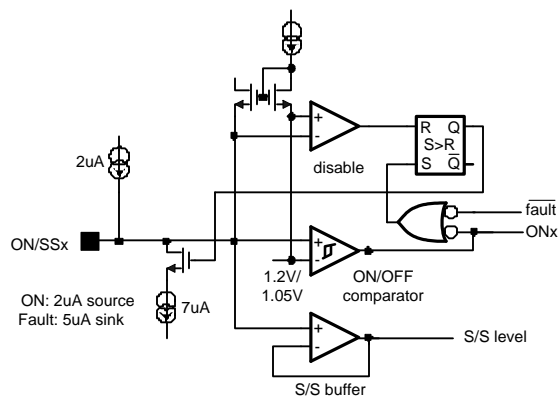 +
-
disable
R Q
S>R
S Q
2uA
fault
ONx
ON/SSx
+
-
1.2V/
1.05V
ON/OFF
comparator
ON: 2uA source
Fault: 5uA sink
7uA
+
-
S/S level
S/S buffer